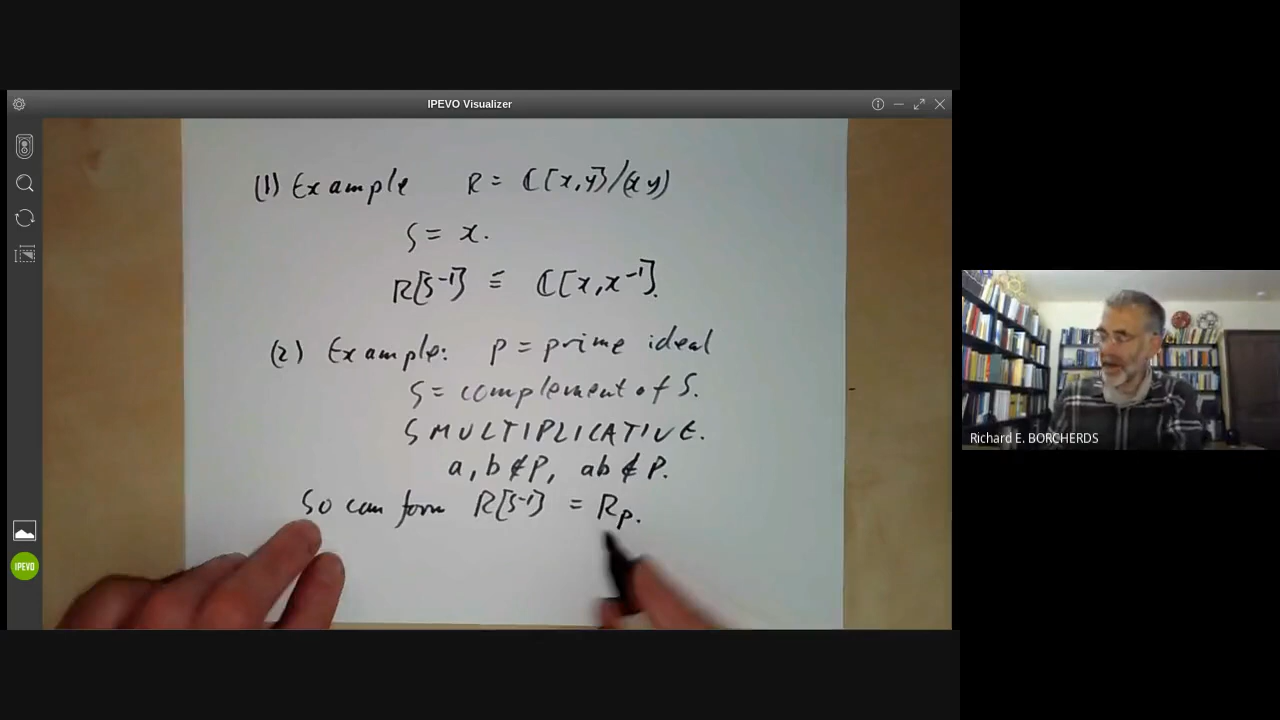 IPEVO Visualizer
(1) Example R = ℂ[x,y]/(xy)
S = x.
R[S⁻¹] ≅ ℂ[x,x⁻¹].
(2) Example: P = prime ideal
S = complement of S.
S MULTIPLICATIVE.
a, b ∉ P, ab ∉ P.
So can form R[S⁻¹] = R_P.
IPEVO
Richard E. BORCHERDS